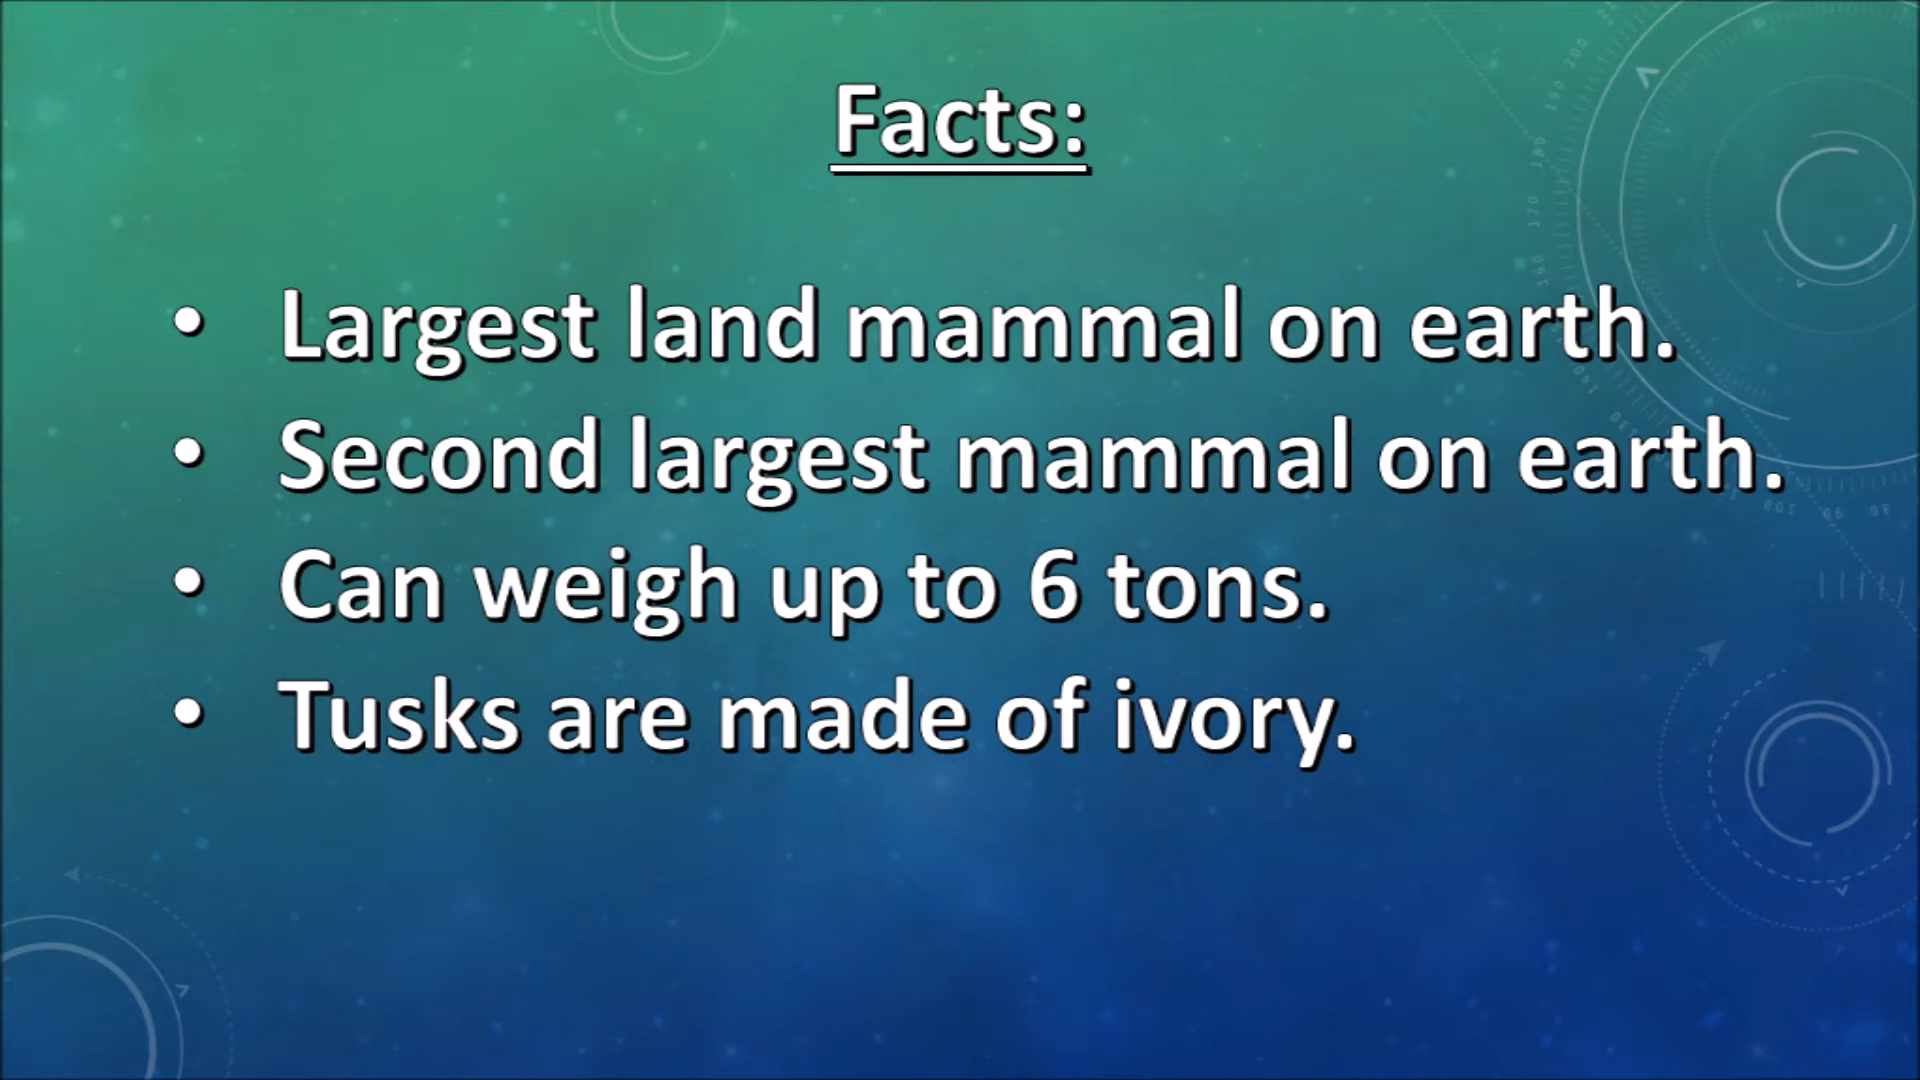 Facts:
• Largest land mammal on earth.
• Second largest mammal on earth.
• Can weigh up to 6 tons.
• Tusks are made of ivory.